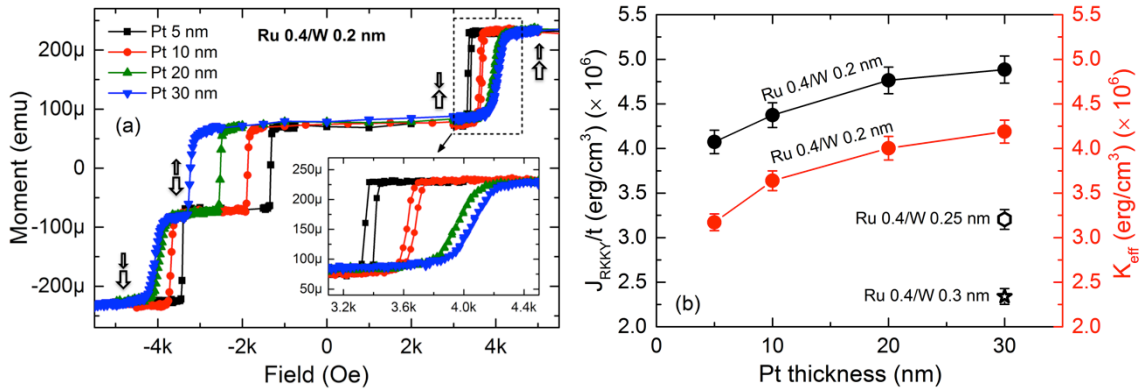 Pt 5 nm
Pt 10 nm
Pt 20 nm
Pt 30 nm
Ru 0.4/W 0.2 nm
(a)
Moment (emu)
200μ
100μ
0
-100μ
-200μ
-4k -2k 0 2k 4k
Field (Oe)
250μ
200μ
150μ
100μ
50μ
3.2k 3.6k 4.0k 4.4k
J_RKKY/t (erg/cm³) (× 10⁶)
5.5
5.0
4.5
4.0
3.5
3.0
2.5
2.0
Ru 0.4/W 0.2 nm
Ru 0.4/W 0.2 nm
Ru 0.4/W 0.25 nm
Ru 0.4/W 0.3 nm
(b)
0 10 20 30
Pt thickness (nm)
5.5
5.0
4.5
4.0
3.5
3.0
2.5
2.0
K_eff (erg/cm³) (× 10⁶)